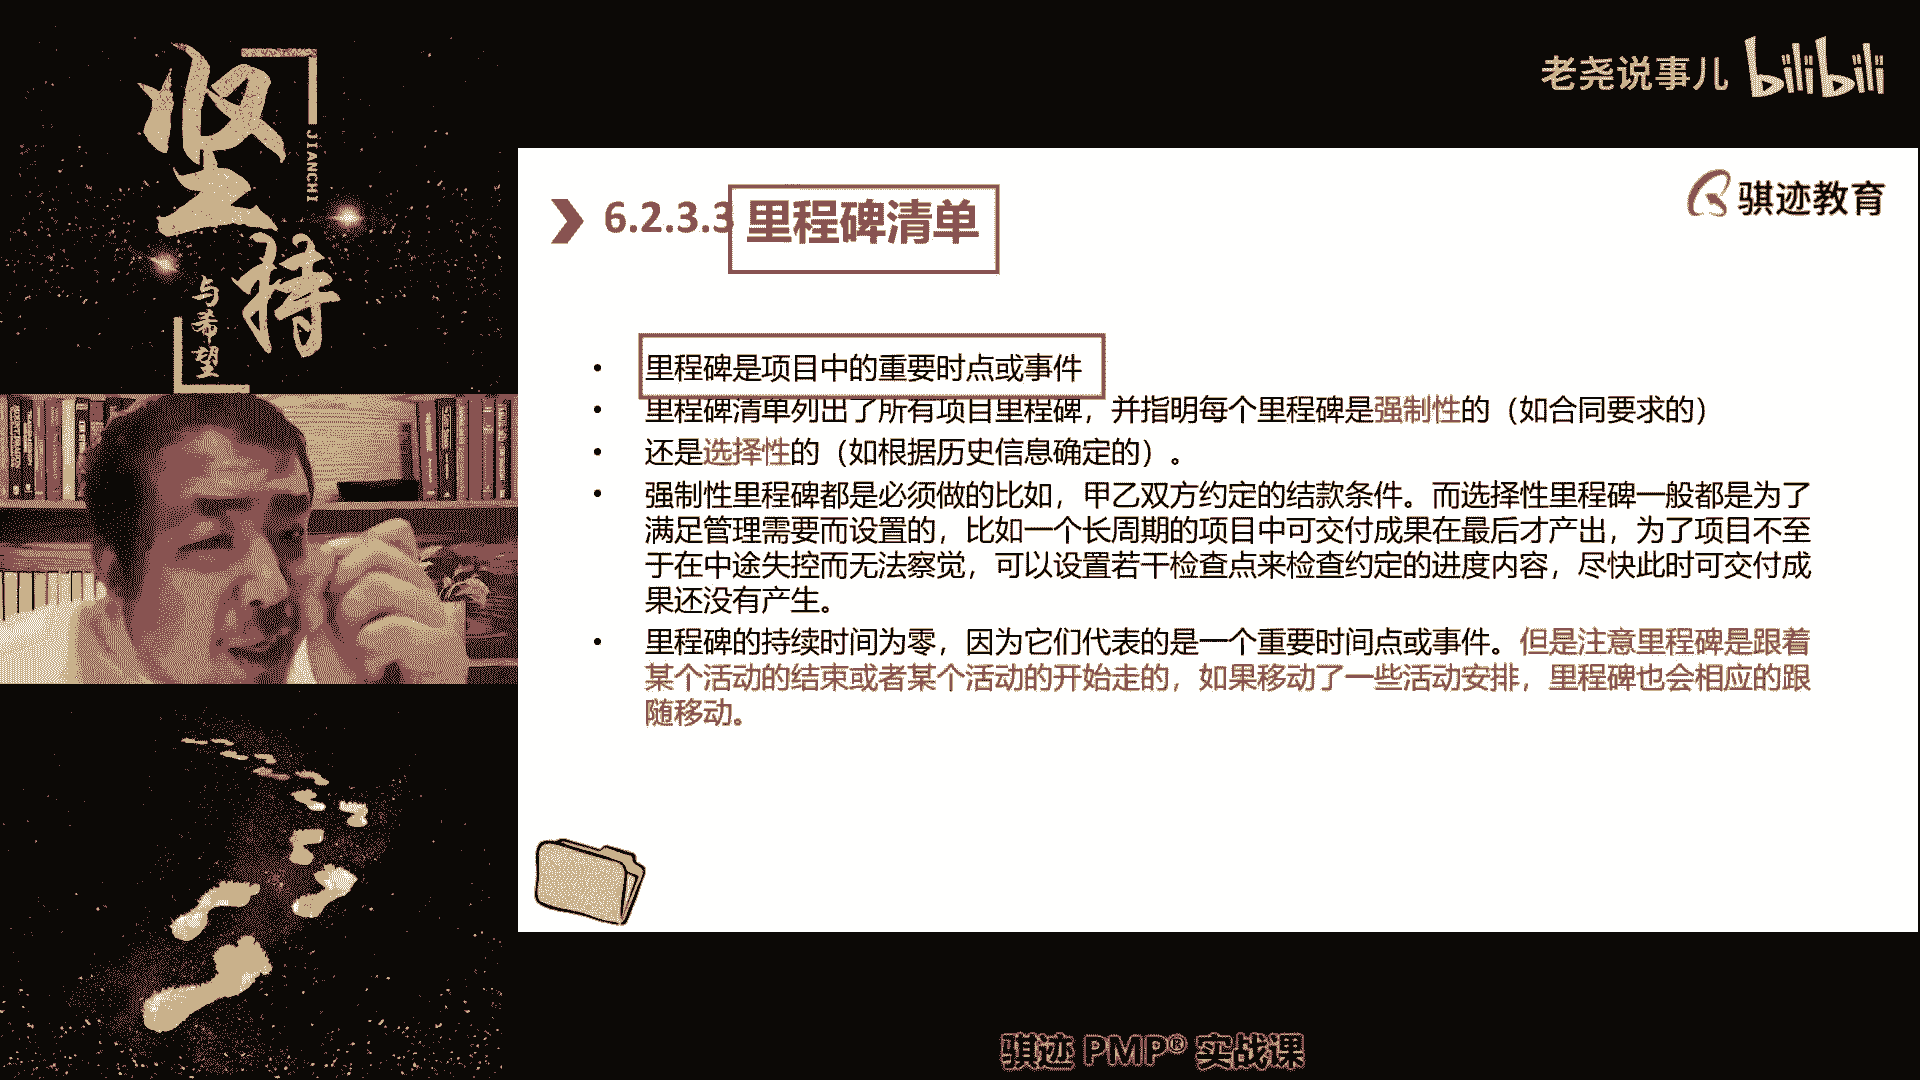 坚持
JIANCHI
与希望
老尧说事儿 bilibili
骐迹教育
6.2.3.3 里程碑清单
• 里程碑是项目中的重要时点或事件
• 里程碑清单列出了所有项目里程碑，并指明每个里程碑是强制性的（如合同要求的）
• 还是选择性的（如根据历史信息确定的）。
• 强制性里程碑都是必须做的比如，甲乙双方约定的结款条件。而选择性里程碑一般都是为了
满足管理需要而设置的，比如一个长周期的项目中可交付成果在最后才产出，为了项目不至
于在中途失控而无法察觉，可以设置若干检查点来检查约定的进度内容，尽快此时可交付成
果还没有产生。
• 里程碑的持续时间为零，因为它们代表的是一个重要时间点或事件。但是注意里程碑是跟着
某个活动的结束或者某个活动的开始走的，如果移动了一些活动安排，里程碑也会相应的跟
随移动。
骐迹 PMP® 实战课